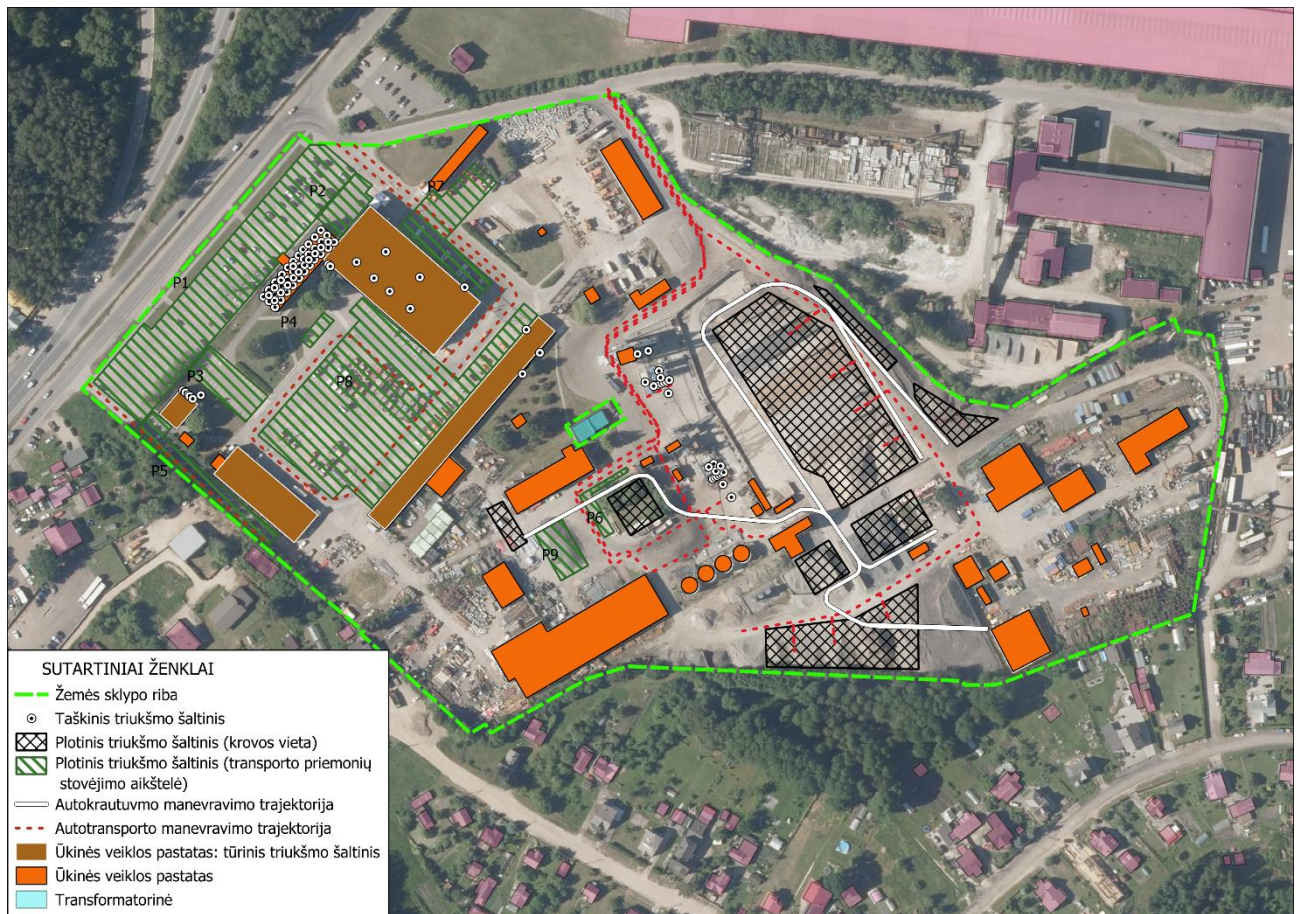 P2
P7
P1
P4
P3
P8
P5
P6
P9
SUTARTINIAI ŽENKLAI
Žemės sklypo riba
Taškinis triukšmo šaltinis
Plotinis triukšmo šaltinis (krovos vieta)
Plotinis triukšmo šaltinis (transporto priemonių
stovėjimo aikštelė)
Autokrautuvmo manevravimo trajektorija
Autotransporto manevravimo trajektorija
Ūkinės veiklos pastatas: tūrinis triukšmo šaltinis
Ūkinės veiklos pastatas
Transformatorinė